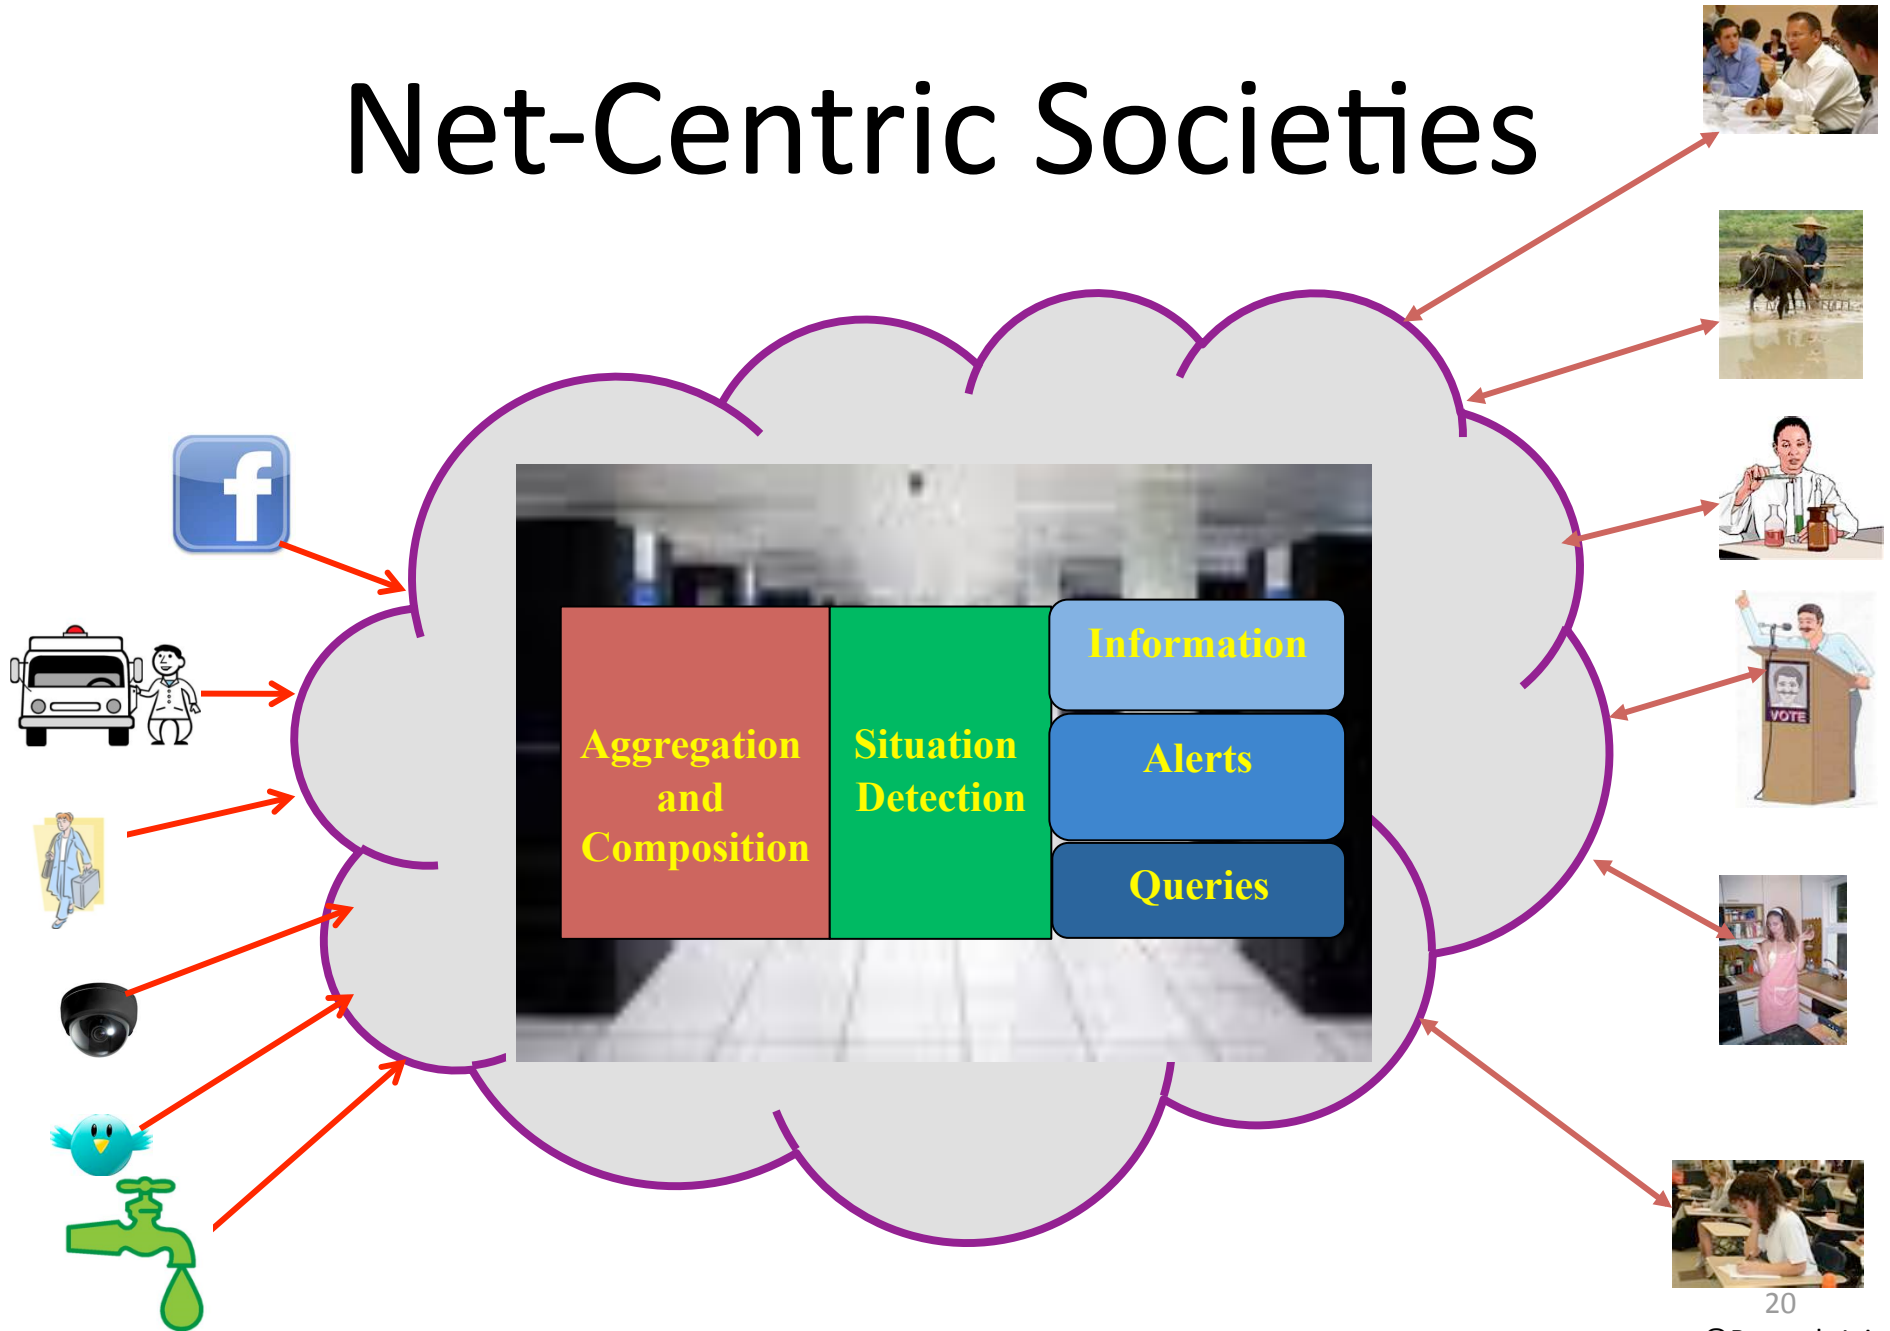 Net-Centric Societies
f
Aggregation
and
Composition
Situation
Detection
Information
Alerts
Queries
VOTE
20